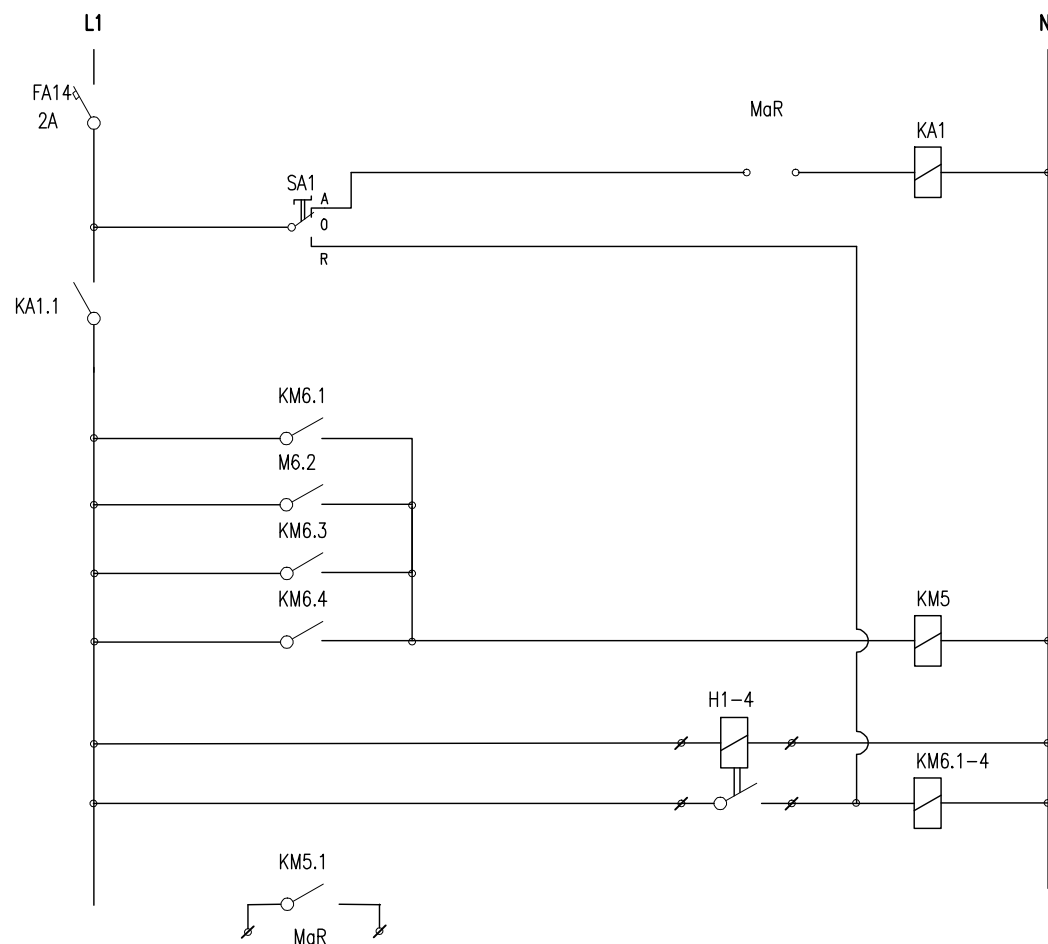 L1
N
FA14
2A
MaR
KA1
SA1
A
0
R
KA1.1
KM6.1
M6.2
KM6.3
KM6.4
KM5
H1-4
KM6.1-4
KM5.1
MaR